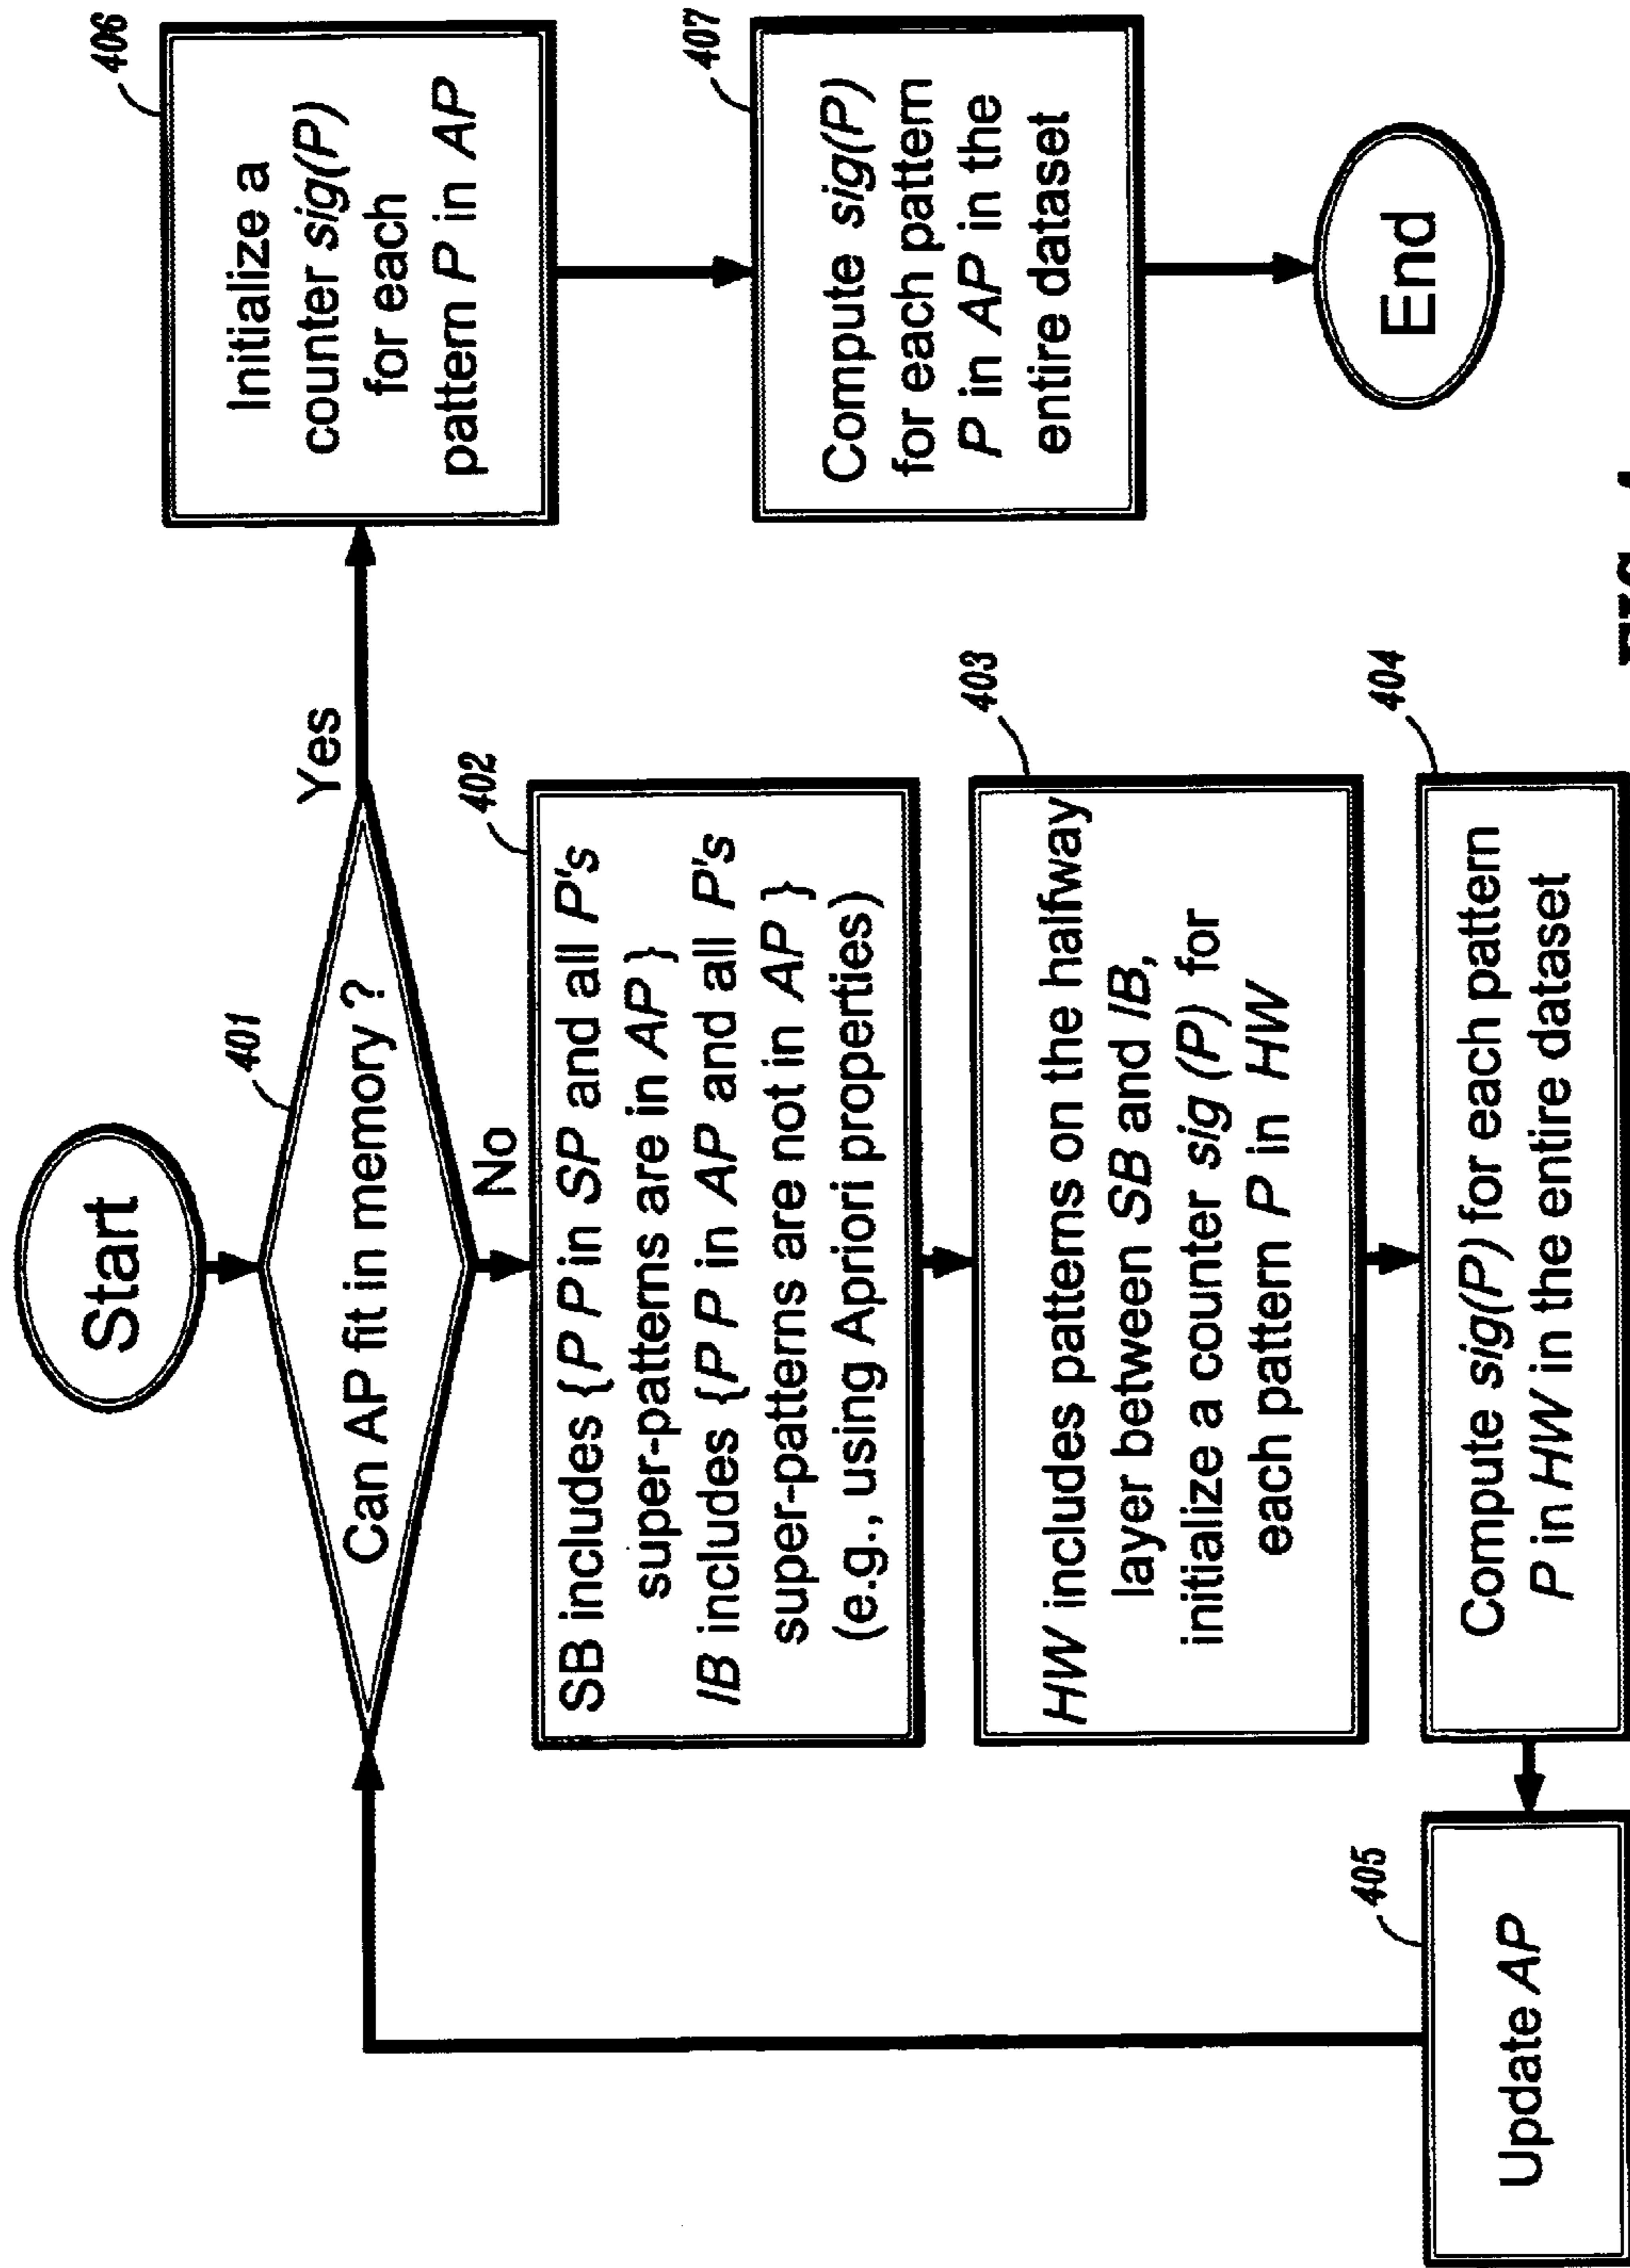 Start
401
Can AP fit in memory ?
Yes
No
402
SB includes {P P in SP and all P's
super-patterns are in AP}
IB includes {P P in AP and all P's
super-patterns are not in AP }
(e.g., using Apriori properties)
403
HW includes patterns on the halfway
layer between SB and IB,
initialize a counter sig (P) for
each pattern P in HW
404
Compute sig(P) for each pattern
P in HW in the entire dataset
405
Update AP
406
Initialize a
counter sig(P)
for each
pattern P in AP
407
Compute sig(P)
for each pattern
P in AP in the
entire dataset
End